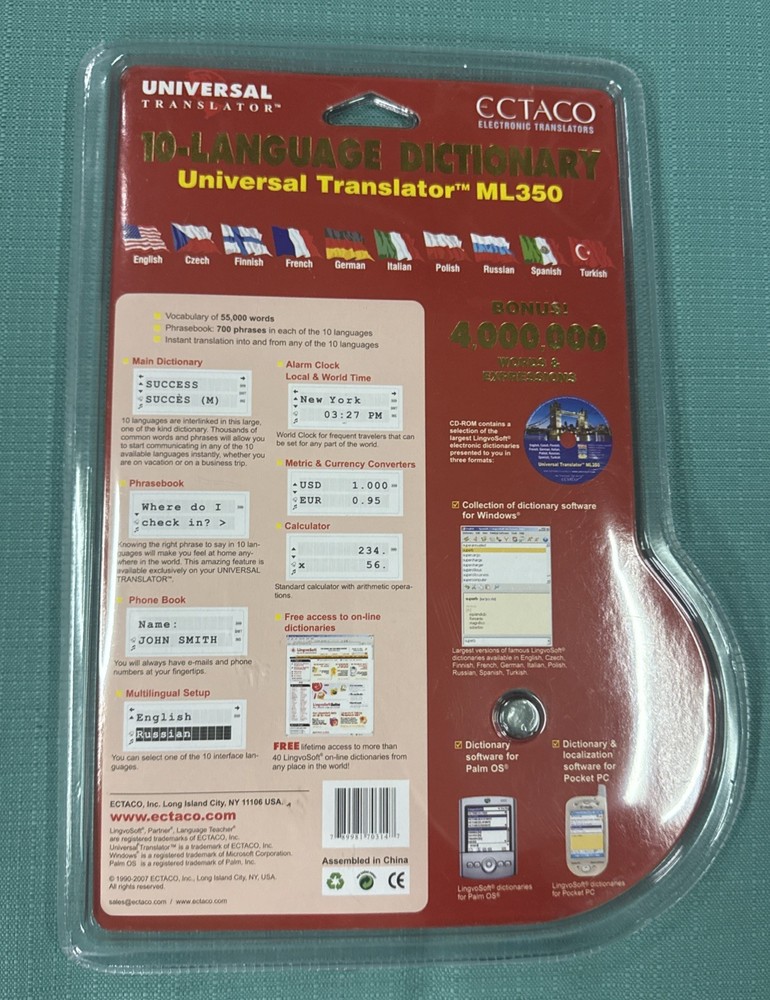 UNIVERSAL
TRANSLATOR™
ECTACO
ELECTRONIC TRANSLATORS
10-LANGUAGE DICTIONARY
Universal Translator™ ML350
English Czech Finnish French German Italian Polish Russian Spanish Turkish
Vocabulary of 55,000 words
Phrasebook: 700 phrases in each of the 10 languages
Instant translation into and from any of the 10 languages
Main Dictionary
SUCCESS
SUCCÈS (M)
10 languages are interlinked in this large,
one of the kind dictionary. Thousands of
common words and phrases will allow you
to start communicating in any of the 10
available languages instantly, whether you
are on vacation or on a business trip.
Phrasebook
Where do I
check in? >
Knowing the right phrase to say in 10 lan-
guages will make you feel at home any-
where in the world. This amazing feature is
available exclusively on your UNIVERSAL
TRANSLATOR™.
Phone Book
Name:
JOHN SMITH
You will always have e-mails and phone
numbers at your fingertips.
Multilingual Setup
English
Russian
You can select one of the 10 interface lan-
guages.
Alarm Clock
Local & World Time
New York
03:27 PM
World Clock for frequent travelers that can
be set for any part of the world.
Metric & Currency Converters
USD 1.000
EUR 0.95
Calculator
234.
x 56.
Standard calculator with arithmetic opera-
tions.
Free access to on-line
dictionaries
FREE lifetime access to more than
40 LingvoSoft® on-line dictionaries from
any place in the world!
BONUS!
4,000,000
WORDS &
EXPRESSIONS
CD-ROM contains a
selection of the
largest LingvoSoft®
electronic dictionaries
presented to you in
three formats:
Universal Translator™ ML350
☑ Collection of dictionary software
for Windows®
Largest versions of famous LingvoSoft®
dictionaries available in English, Czech,
Finnish, French, German, Italian, Polish,
Russian, Spanish, Turkish.
☑ Dictionary
software for
Palm OS®
LingvoSoft® dictionaries
for Palm OS®
☑ Dictionary &
localization
software for
Pocket PC
LingvoSoft® dictionaries
for Pocket PC
ECTACO, Inc. Long Island City, NY 11106 USA.
www.ectaco.com
LingvoSoft®, Partner®, Language Teacher®
are registered trademarks of ECTACO, Inc.
Universal Translator™ is a trademark of ECTACO, Inc.
Windows® is a registered trademark of Microsoft Corporation.
Palm OS® is a registered trademark of Palm, Inc.
© 1990-2007 ECTACO, Inc., Long Island City, NY, USA.
All rights reserved.
sales@ectaco.com / www.ectaco.com
7 89981 70314 7
Assembled in China
CE